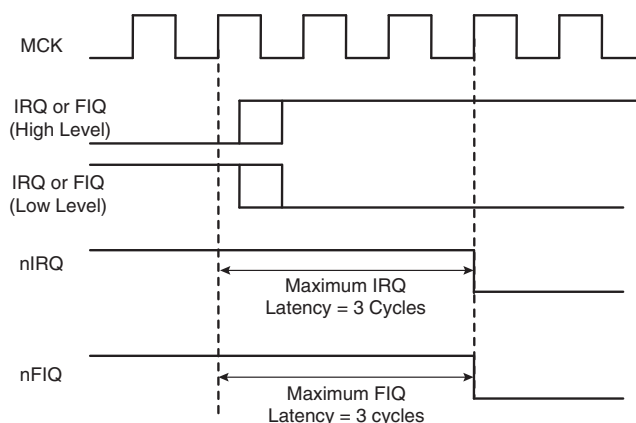 MCK
IRQ or FIQ
(High Level)
IRQ or FIQ
(Low Level)
nIRQ
Maximum IRQ
Latency = 3 Cycles
nFIQ
Maximum FIQ
Latency = 3 cycles